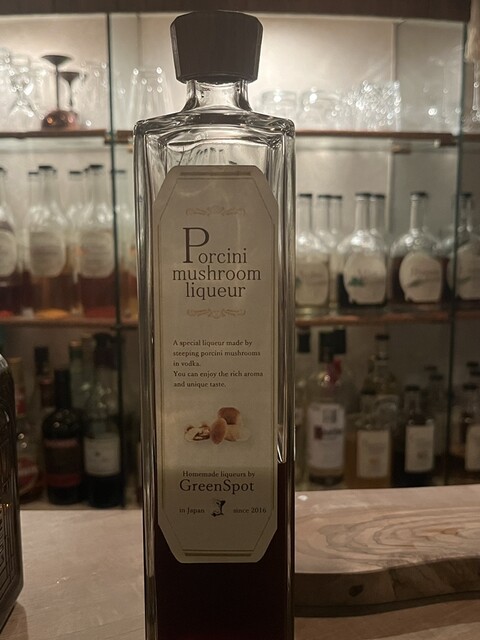 Porcini
mushroom
liqueur
A special liqueur made by
steeping porcini mushrooms
in vodka.
You can enjoy the rich aroma
and unique taste.
Homemade liqueurs by
GreenSpot
in Japan since 2016